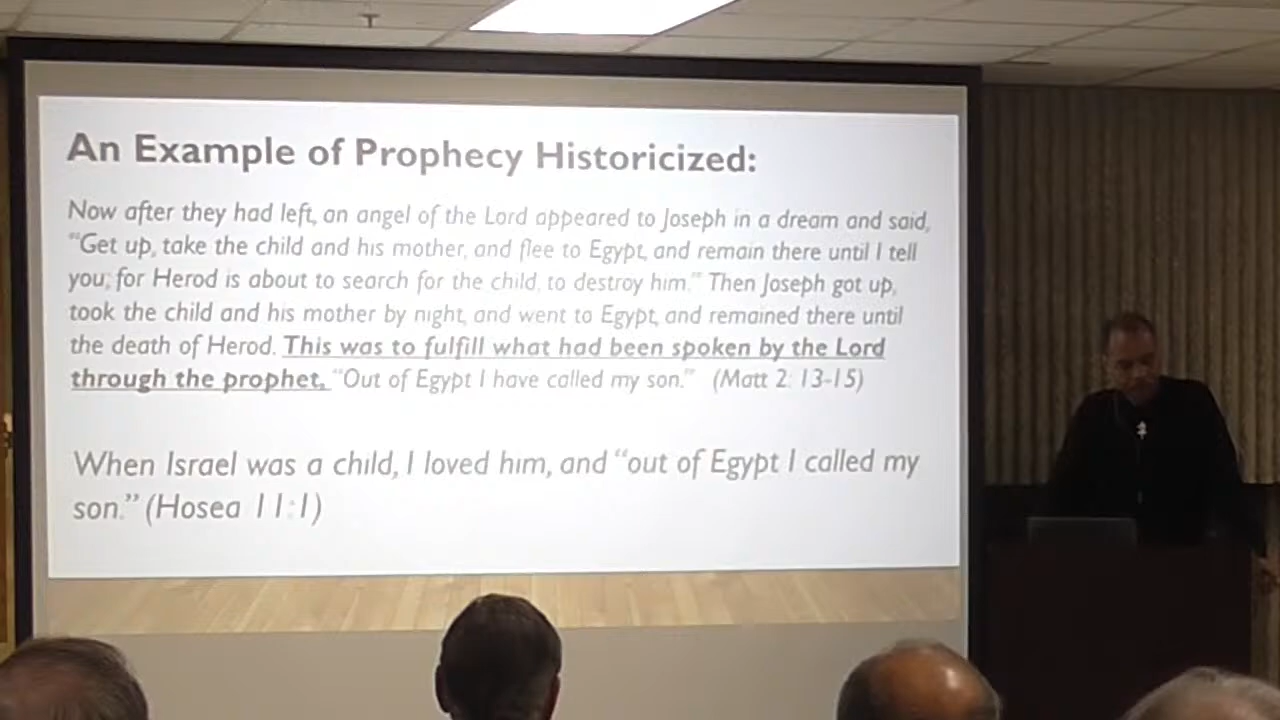 An Example of Prophecy Historicized:
Now after they had left, an angel of the Lord appeared to Joseph in a dream and said,
"Get up, take the child and his mother, and flee to Egypt, and remain there until I tell
you; for Herod is about to search for the child, to destroy him." Then Joseph got up,
took the child and his mother by night, and went to Egypt, and remained there until
the death of Herod. This was to fulfill what had been spoken by the Lord
through the prophet, "Out of Egypt I have called my son." (Matt 2: 13-15)
When Israel was a child, I loved him, and "out of Egypt I called my
son." (Hosea 11:1)